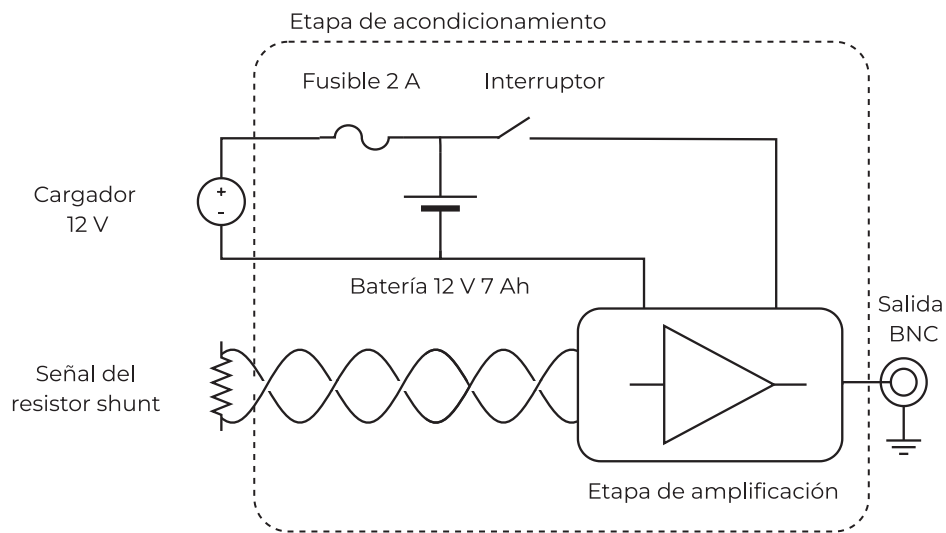 Etapa de acondicionamiento
Fusible 2 A
Interruptor
Cargador
12 V
+
-
Batería 12 V 7 Ah
Salida
BNC
Señal del
resistor shunt
Etapa de amplificación